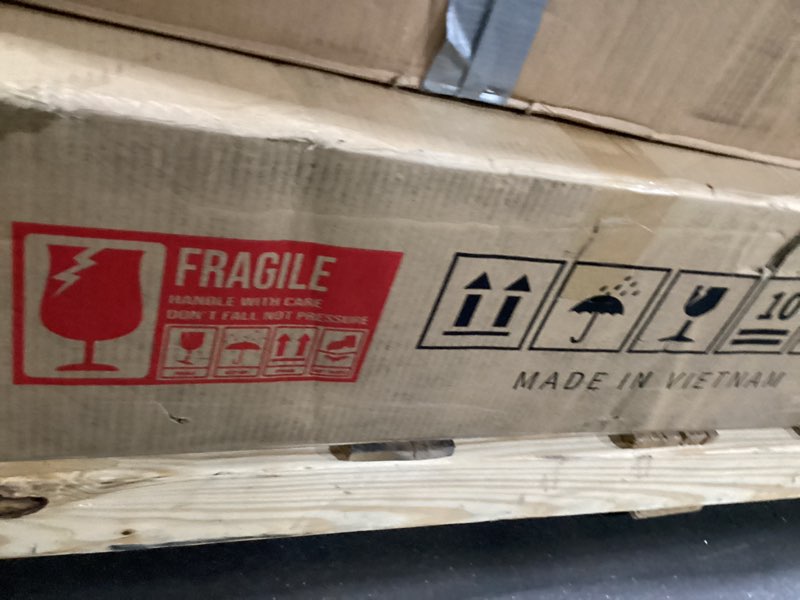 FRAGILE
HANDLE WITH CARE
DON'T FALL NOT PRESSURE
10
MADE IN VIETNAM